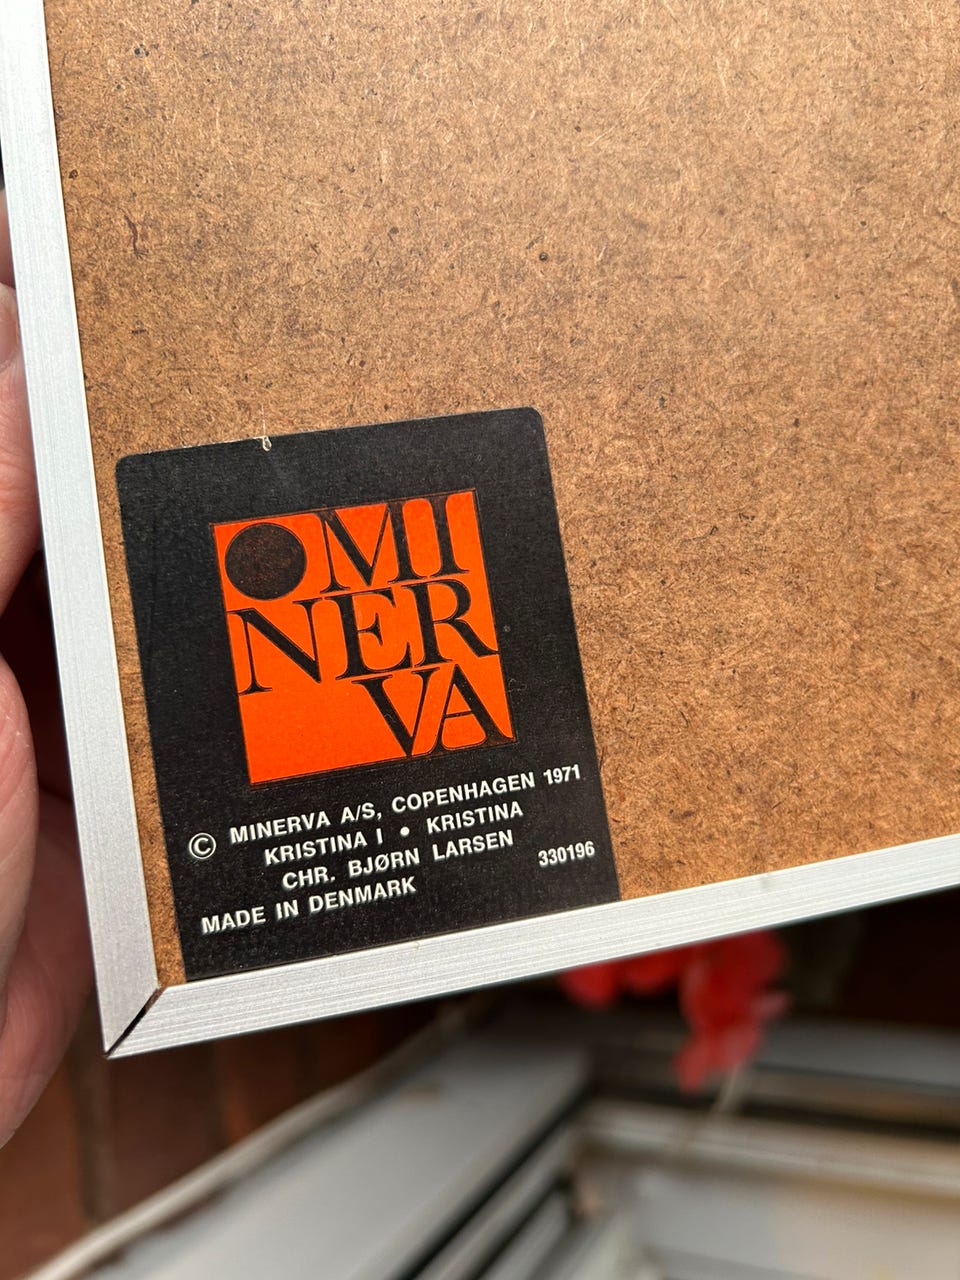 MI
NER
VA
© MINERVA A/S, COPENHAGEN 1971
KRISTINA I • KRISTINA
CHR. BJØRN LARSEN
MADE IN DENMARK 330196